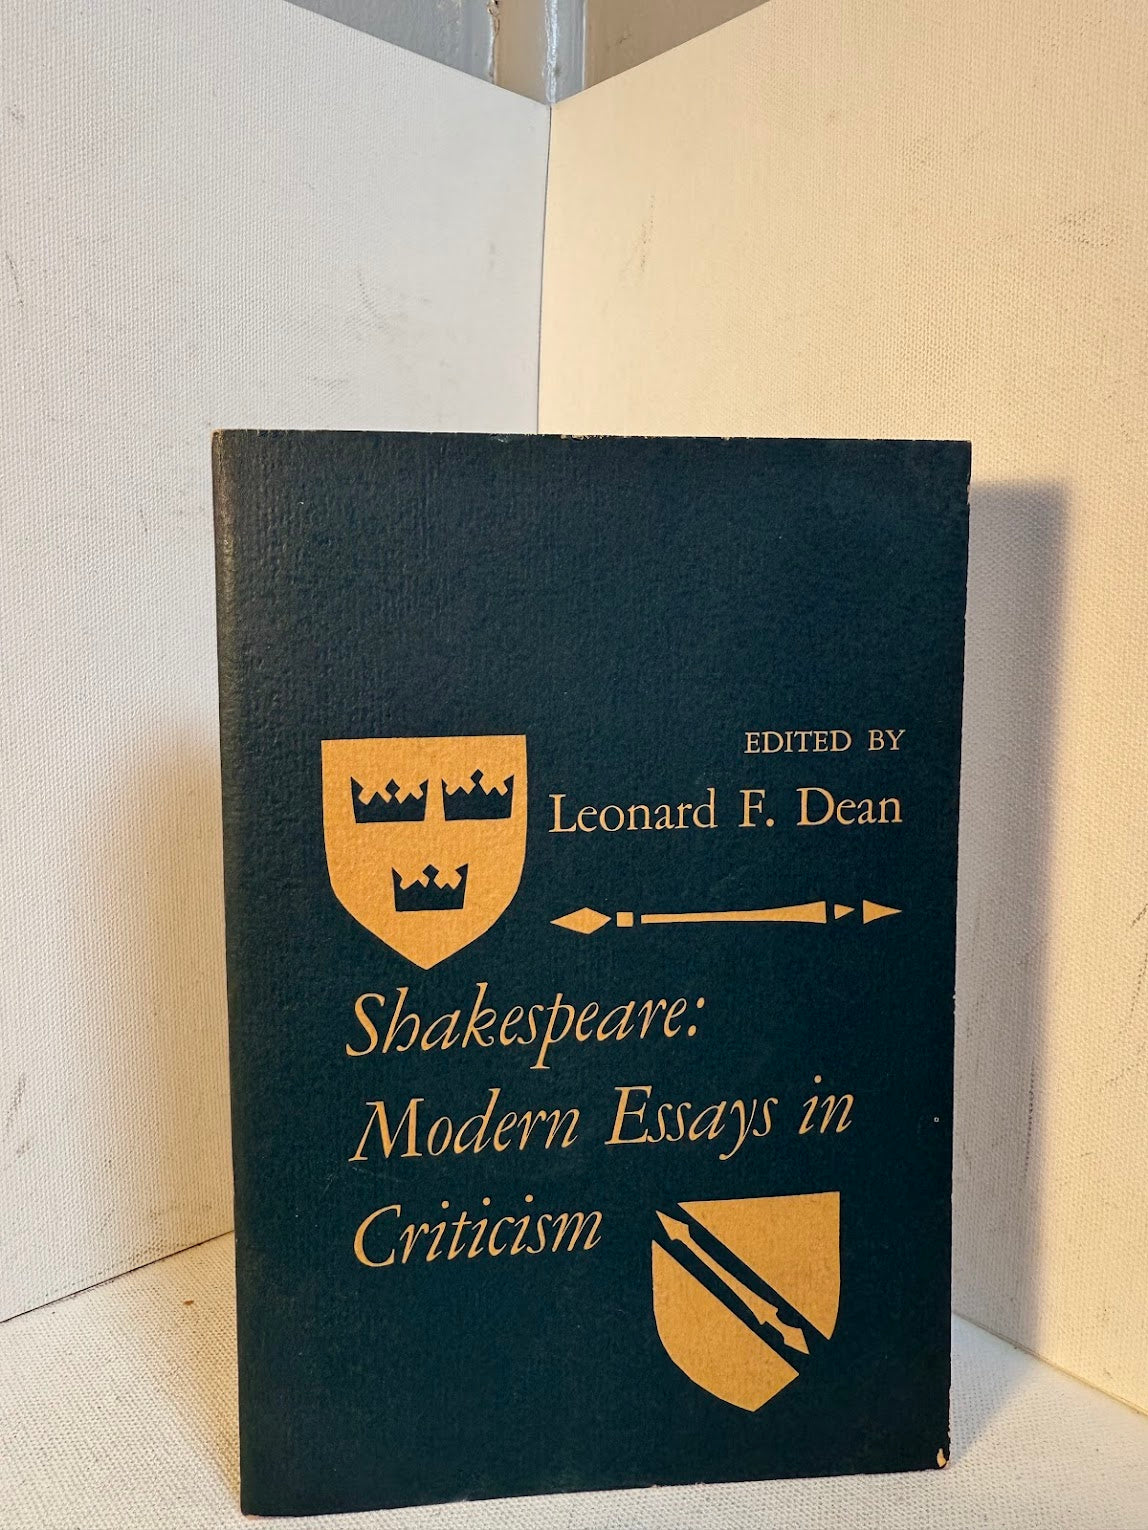 EDITED BY
Leonard F. Dean
Shakespeare:
Modern Essays in
Criticism